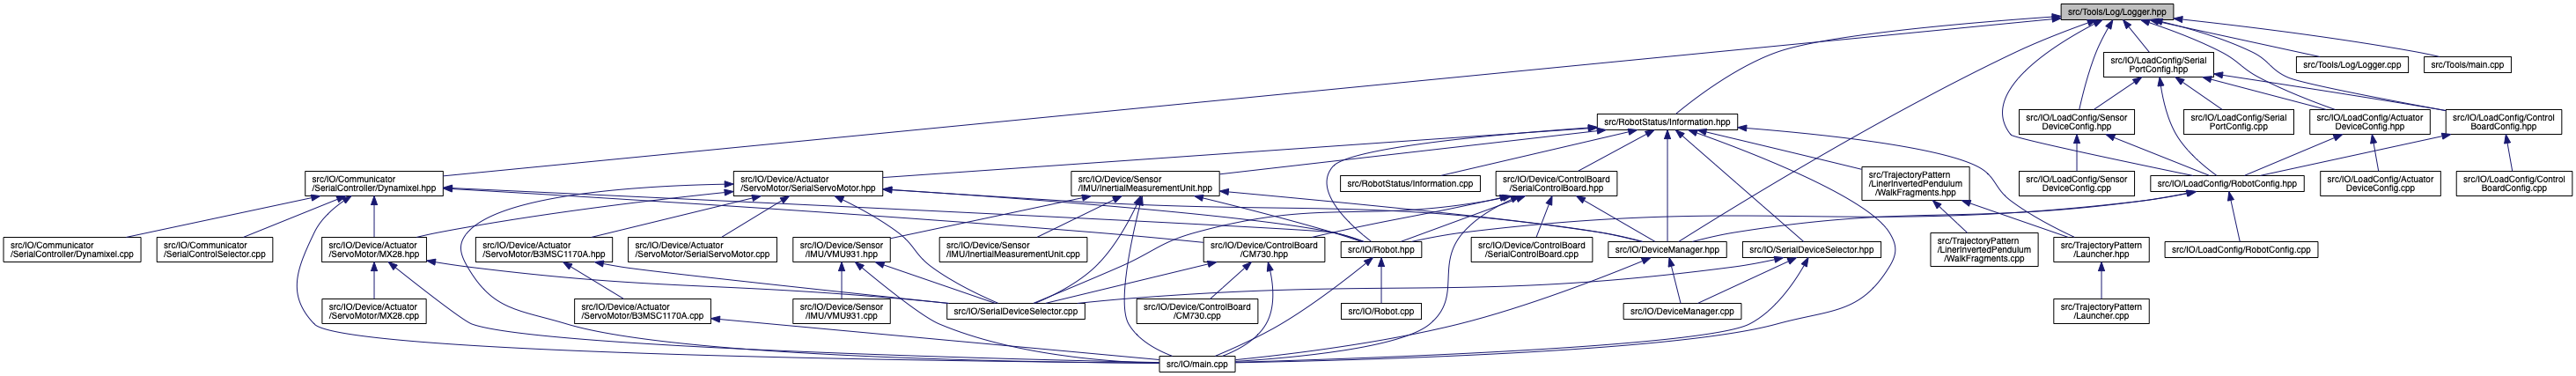 src/Tools/Log/Logger.hpp
src/IO/LoadConfig/Serial
PortConfig.hpp
src/Tools/Log/Logger.cpp
src/Tools/main.cpp
src/RobotStatus/Information.hpp
src/IO/LoadConfig/Sensor
DeviceConfig.hpp
src/IO/LoadConfig/Serial
PortConfig.cpp
src/IO/LoadConfig/Actuator
DeviceConfig.hpp
src/IO/LoadConfig/Control
BoardConfig.hpp
src/IO/Communicator
/SerialController/Dynamixel.hpp
src/IO/Device/Actuator
/ServoMotor/SerialServoMotor.hpp
src/IO/Device/Sensor
/IMU/InertialMeasurementUnit.hpp
src/RobotStatus/Information.cpp
src/IO/Device/ControlBoard
/SerialControlBoard.hpp
src/TrajectoryPattern
/LinerInvertedPendulum
/WalkFragments.hpp
src/IO/LoadConfig/Sensor
DeviceConfig.cpp
src/IO/LoadConfig/RobotConfig.hpp
src/IO/LoadConfig/Actuator
DeviceConfig.cpp
src/IO/LoadConfig/Control
BoardConfig.cpp
src/IO/Communicator
/SerialController/Dynamixel.cpp
src/IO/Communicator
/SerialControlSelector.cpp
src/IO/Device/Actuator
/ServoMotor/MX28.hpp
src/IO/Device/Actuator
/ServoMotor/B3MSC1170A.hpp
src/IO/Device/Actuator
/ServoMotor/SerialServoMotor.cpp
src/IO/Device/Sensor
/IMU/VMU931.hpp
src/IO/Device/Sensor
/IMU/InertialMeasurementUnit.cpp
src/IO/Device/ControlBoard
/CM730.hpp
src/IO/Robot.hpp
src/IO/Device/ControlBoard
/SerialControlBoard.cpp
src/IO/DeviceManager.hpp
src/IO/SerialDeviceSelector.hpp
src/TrajectoryPattern
/LinerInvertedPendulum
/WalkFragments.cpp
src/TrajectoryPattern
/Launcher.hpp
src/IO/LoadConfig/RobotConfig.cpp
src/IO/Device/Actuator
/ServoMotor/MX28.cpp
src/IO/Device/Actuator
/ServoMotor/B3MSC1170A.cpp
src/IO/Device/Sensor
/IMU/VMU931.cpp
src/IO/SerialDeviceSelector.cpp
src/IO/Device/ControlBoard
/CM730.cpp
src/IO/Robot.cpp
src/IO/DeviceManager.cpp
src/TrajectoryPattern
/Launcher.cpp
src/IO/main.cpp